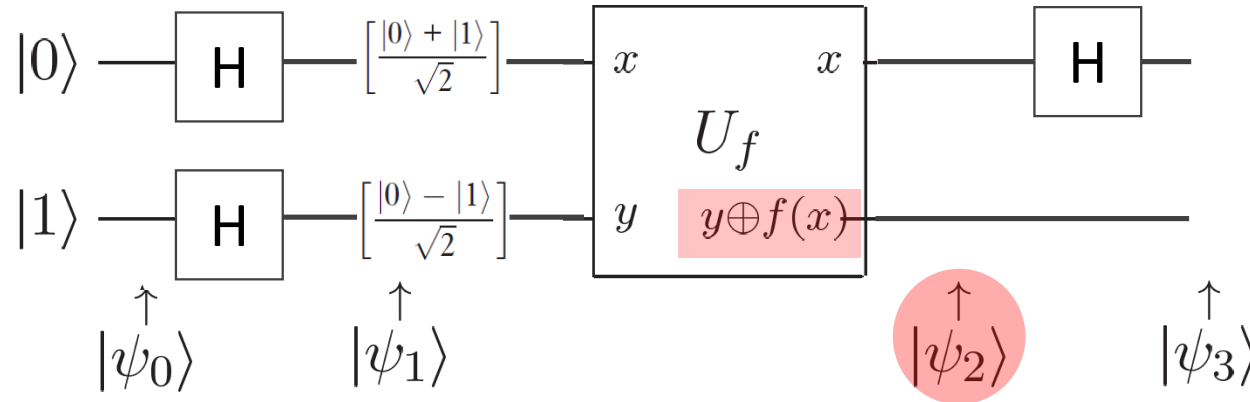 |0⟩ H [|0⟩ + |1⟩ / √2] x x H
U_f
|1⟩ H [|0⟩ − |1⟩ / √2] y y⊕f(x)
↑ ↑ ↑ ↑
|ψ₀⟩ |ψ₁⟩ |ψ₂⟩ |ψ₃⟩